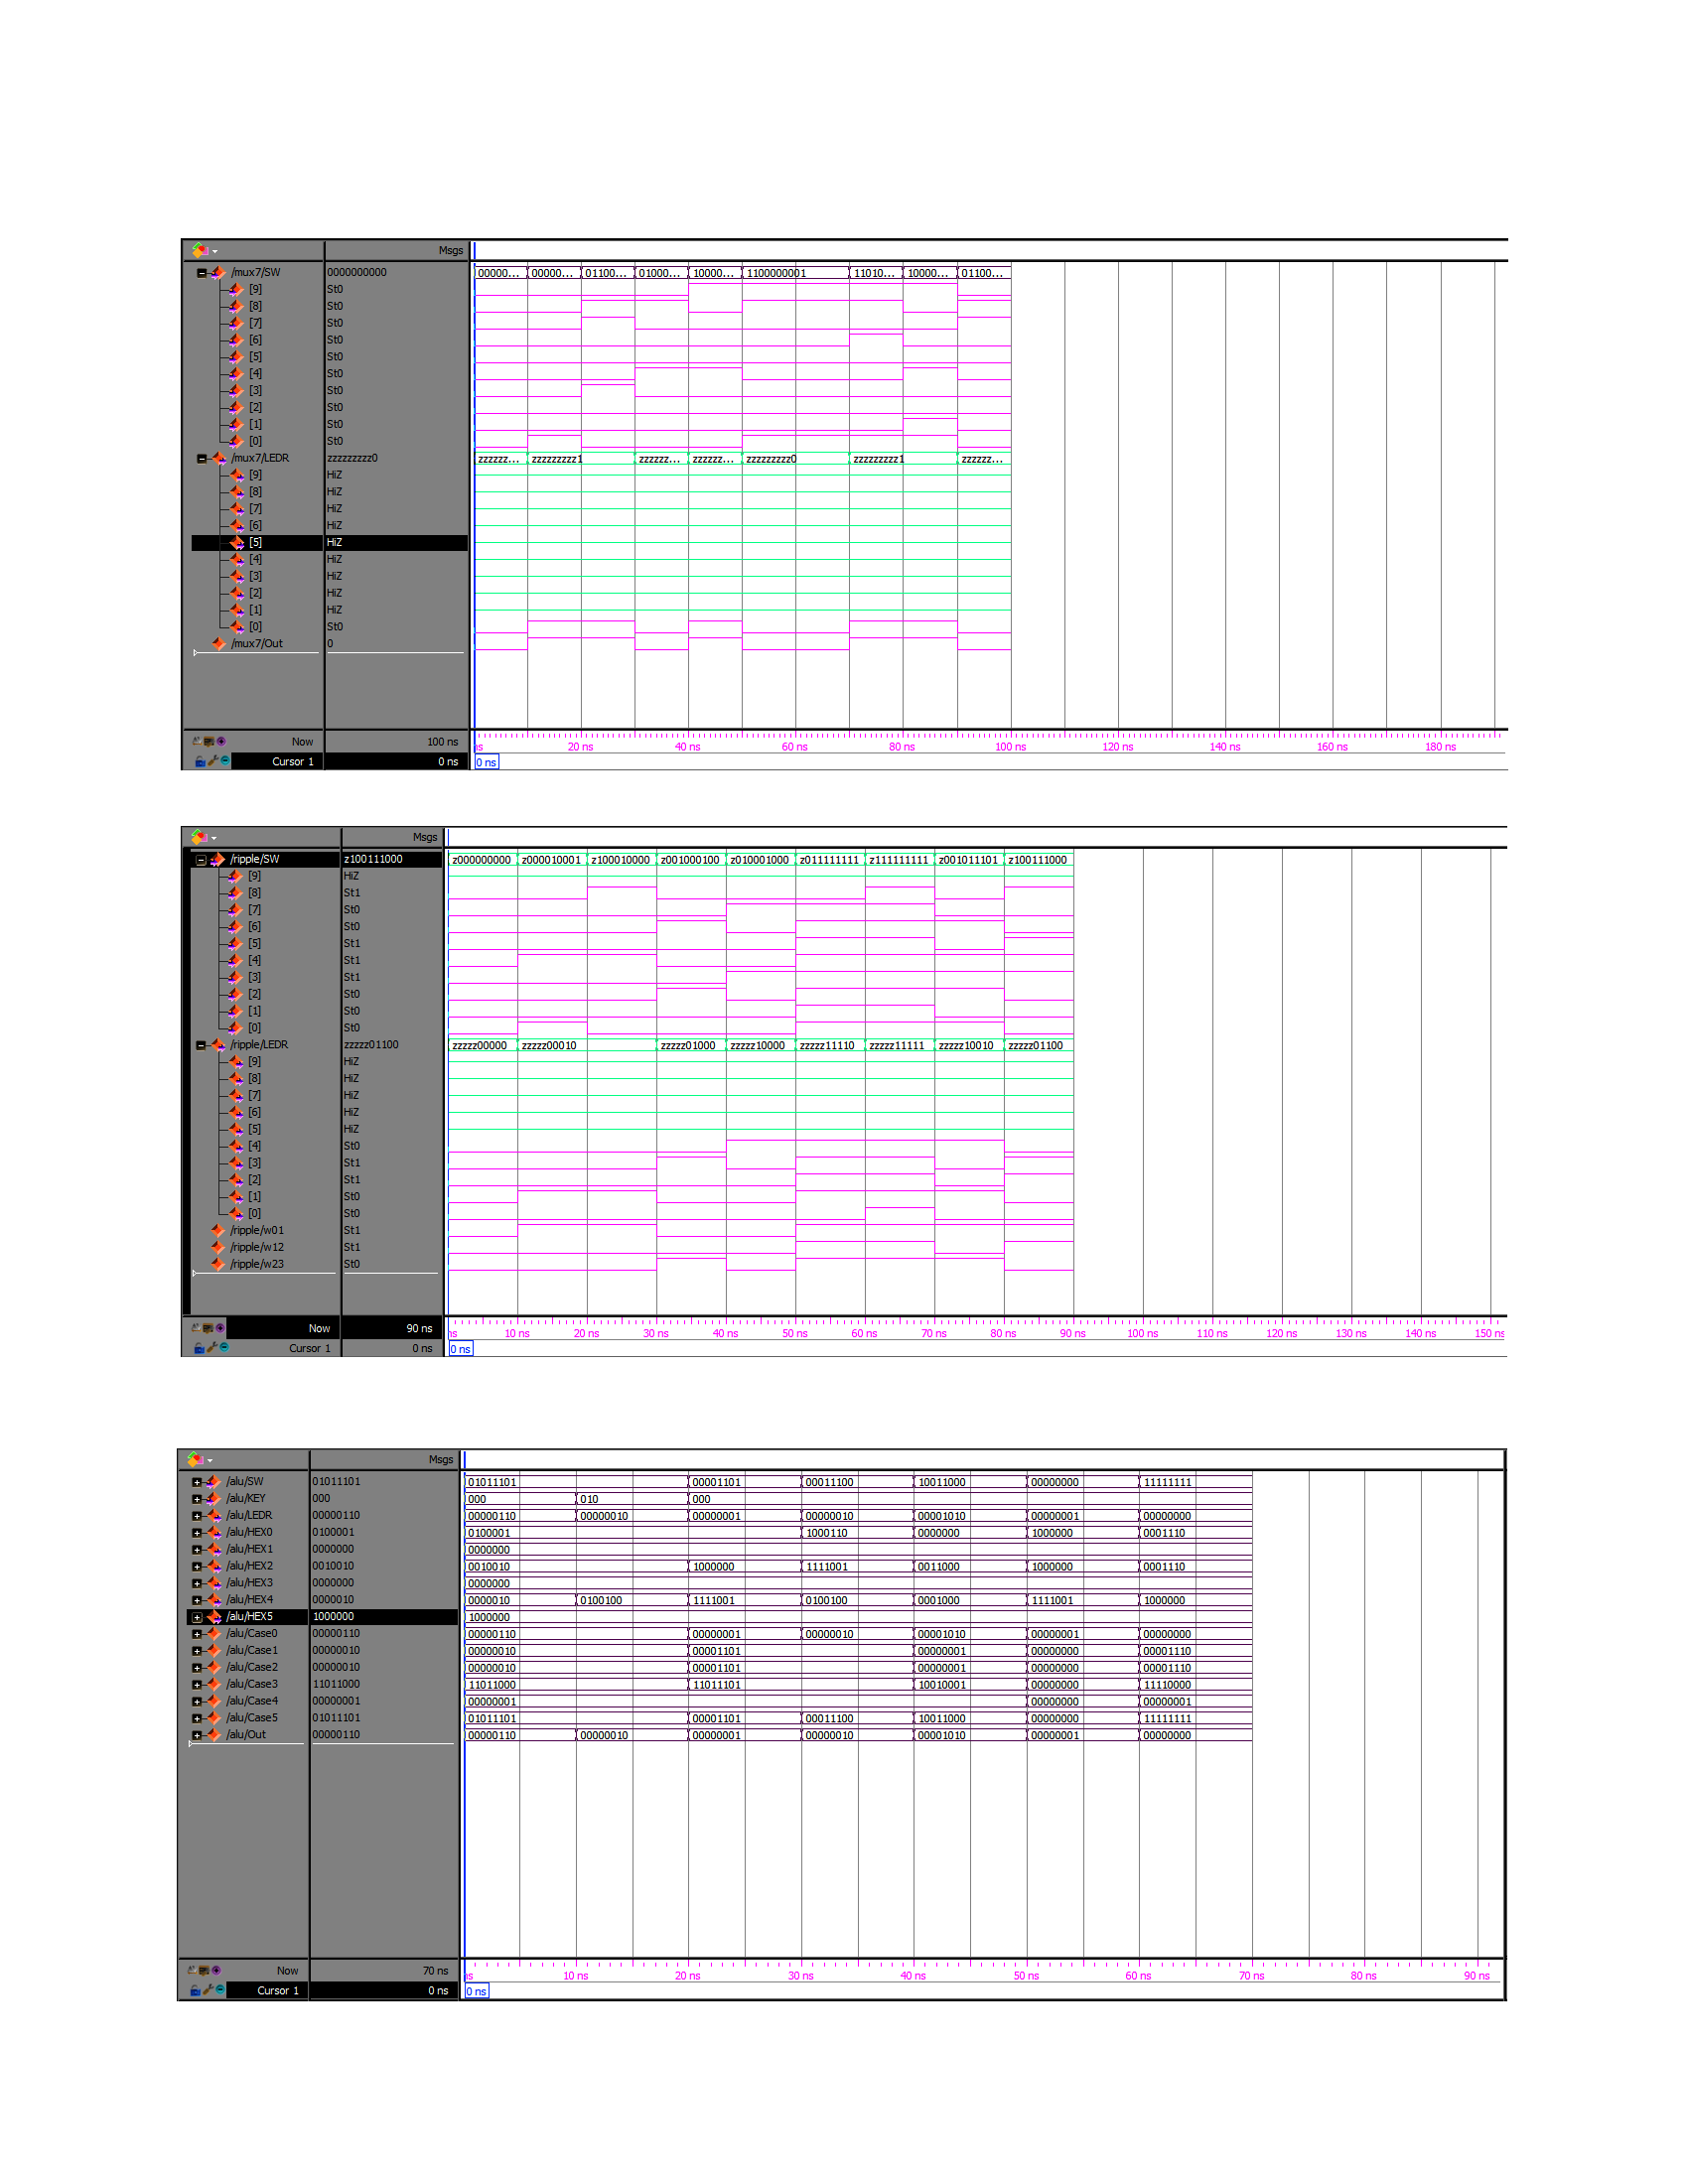 Msgs
/mux7/SW 0000000000 00000... 00000... 01100... 01000... 10000... 1100000001 11010... 10000... 01100...
[9] St0
[8] St0
[7] St0
[6] St0
[5] St0
[4] St0
[3] St0
[2] St0
[1] St0
[0] St0
/mux7/LEDR zzzzzzzzz0 zzzzzz... zzzzzzzzz1 zzzzzz... zzzzzz... zzzzzzzzz0 zzzzzzzzz1 zzzzzz...
[9] HiZ
[8] HiZ
[7] HiZ
[6] HiZ
[5] HiZ
[4] HiZ
[3] HiZ
[2] HiZ
[1] HiZ
[0] St0
/mux7/Out 0
Now 100 ns ns 20 ns 40 ns 60 ns 80 ns 100 ns 120 ns 140 ns 160 ns 180 ns
Cursor 1 0 ns 0 ns
Msgs
/ripple/SW z100111000 z000000000 z000010001 z100010000 z001000100 z010001000 z011111111 z111111111 z001011101 z100111000
[9] HiZ
[8] St1
[7] St0
[6] St0
[5] St1
[4] St1
[3] St1
[2] St0
[1] St0
[0] St0
/ripple/LEDR zzzzz01100 zzzzz00000 zzzzz00010 zzzzz01000 zzzzz10000 zzzzz11110 zzzzz11111 zzzzz10010 zzzzz01100
[9] HiZ
[8] HiZ
[7] HiZ
[6] HiZ
[5] HiZ
[4] St0
[3] St1
[2] St1
[1] St0
[0] St0
/ripple/w01 St1
/ripple/w12 St1
/ripple/w23 St0
Now 90 ns ns 10 ns 20 ns 30 ns 40 ns 50 ns 60 ns 70 ns 80 ns 90 ns 100 ns 110 ns 120 ns 130 ns 140 ns 150 ns
Cursor 1 0 ns 0 ns
Msgs
/alu/SW 01011101 01011101 00001101 00011100 10011000 00000000 11111111
/alu/KEY 000 000 010 000
/alu/LEDR 00000110 00000110 00000010 00000001 00000010 00001010 00000001 00000000
/alu/HEX0 0100001 0100001 1000110 0000000 1000000 0001110
/alu/HEX1 0000000 0000000
/alu/HEX2 0010010 0010010 1000000 1111001 0011000 1000000 0001110
/alu/HEX3 0000000 0000000
/alu/HEX4 0000010 0000010 0100100 1111001 0100100 0001000 1111001 1000000
/alu/HEX5 1000000 1000000
/alu/Case0 00000110 00000110 00000001 00000010 00001010 00000001 00000000
/alu/Case1 00000010 00000010 00001101 00000001 00000000 00001110
/alu/Case2 00000010 00000010 00001101 00000001 00000000 00001110
/alu/Case3 11011000 11011000 11011101 10010001 00000000 11110000
/alu/Case4 00000001 00000001 00000000 00000001
/alu/Case5 01011101 01011101 00001101 00011100 10011000 00000000 11111111
/alu/Out 00000110 00000110 00000010 00000001 00000010 00001010 00000001 00000000
Now 70 ns ns 10 ns 20 ns 30 ns 40 ns 50 ns 60 ns 70 ns 80 ns 90 ns
Cursor 1 0 ns 0 ns